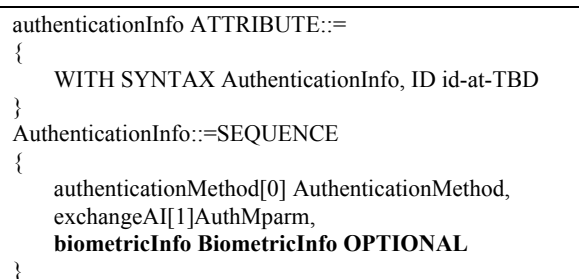 authenticationInfo ATTRIBUTE::=
{
WITH SYNTAX AuthenticationInfo, ID id-at-TBD
}
AuthenticationInfo::=SEQUENCE
{
authenticationMethod[0] AuthenticationMethod,
exchangeAI[1]AuthMparm,
biometricInfo BiometricInfo OPTIONAL
}